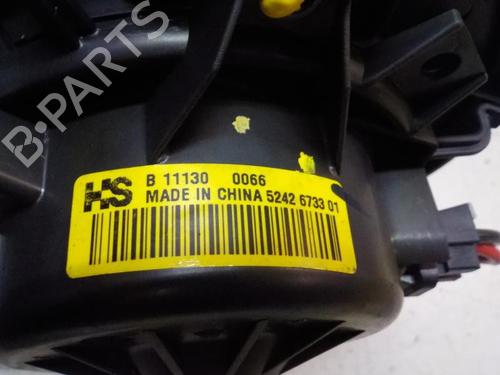 B-PARTS
HS B 11130 0066
MADE IN CHINA 5242 6733 01